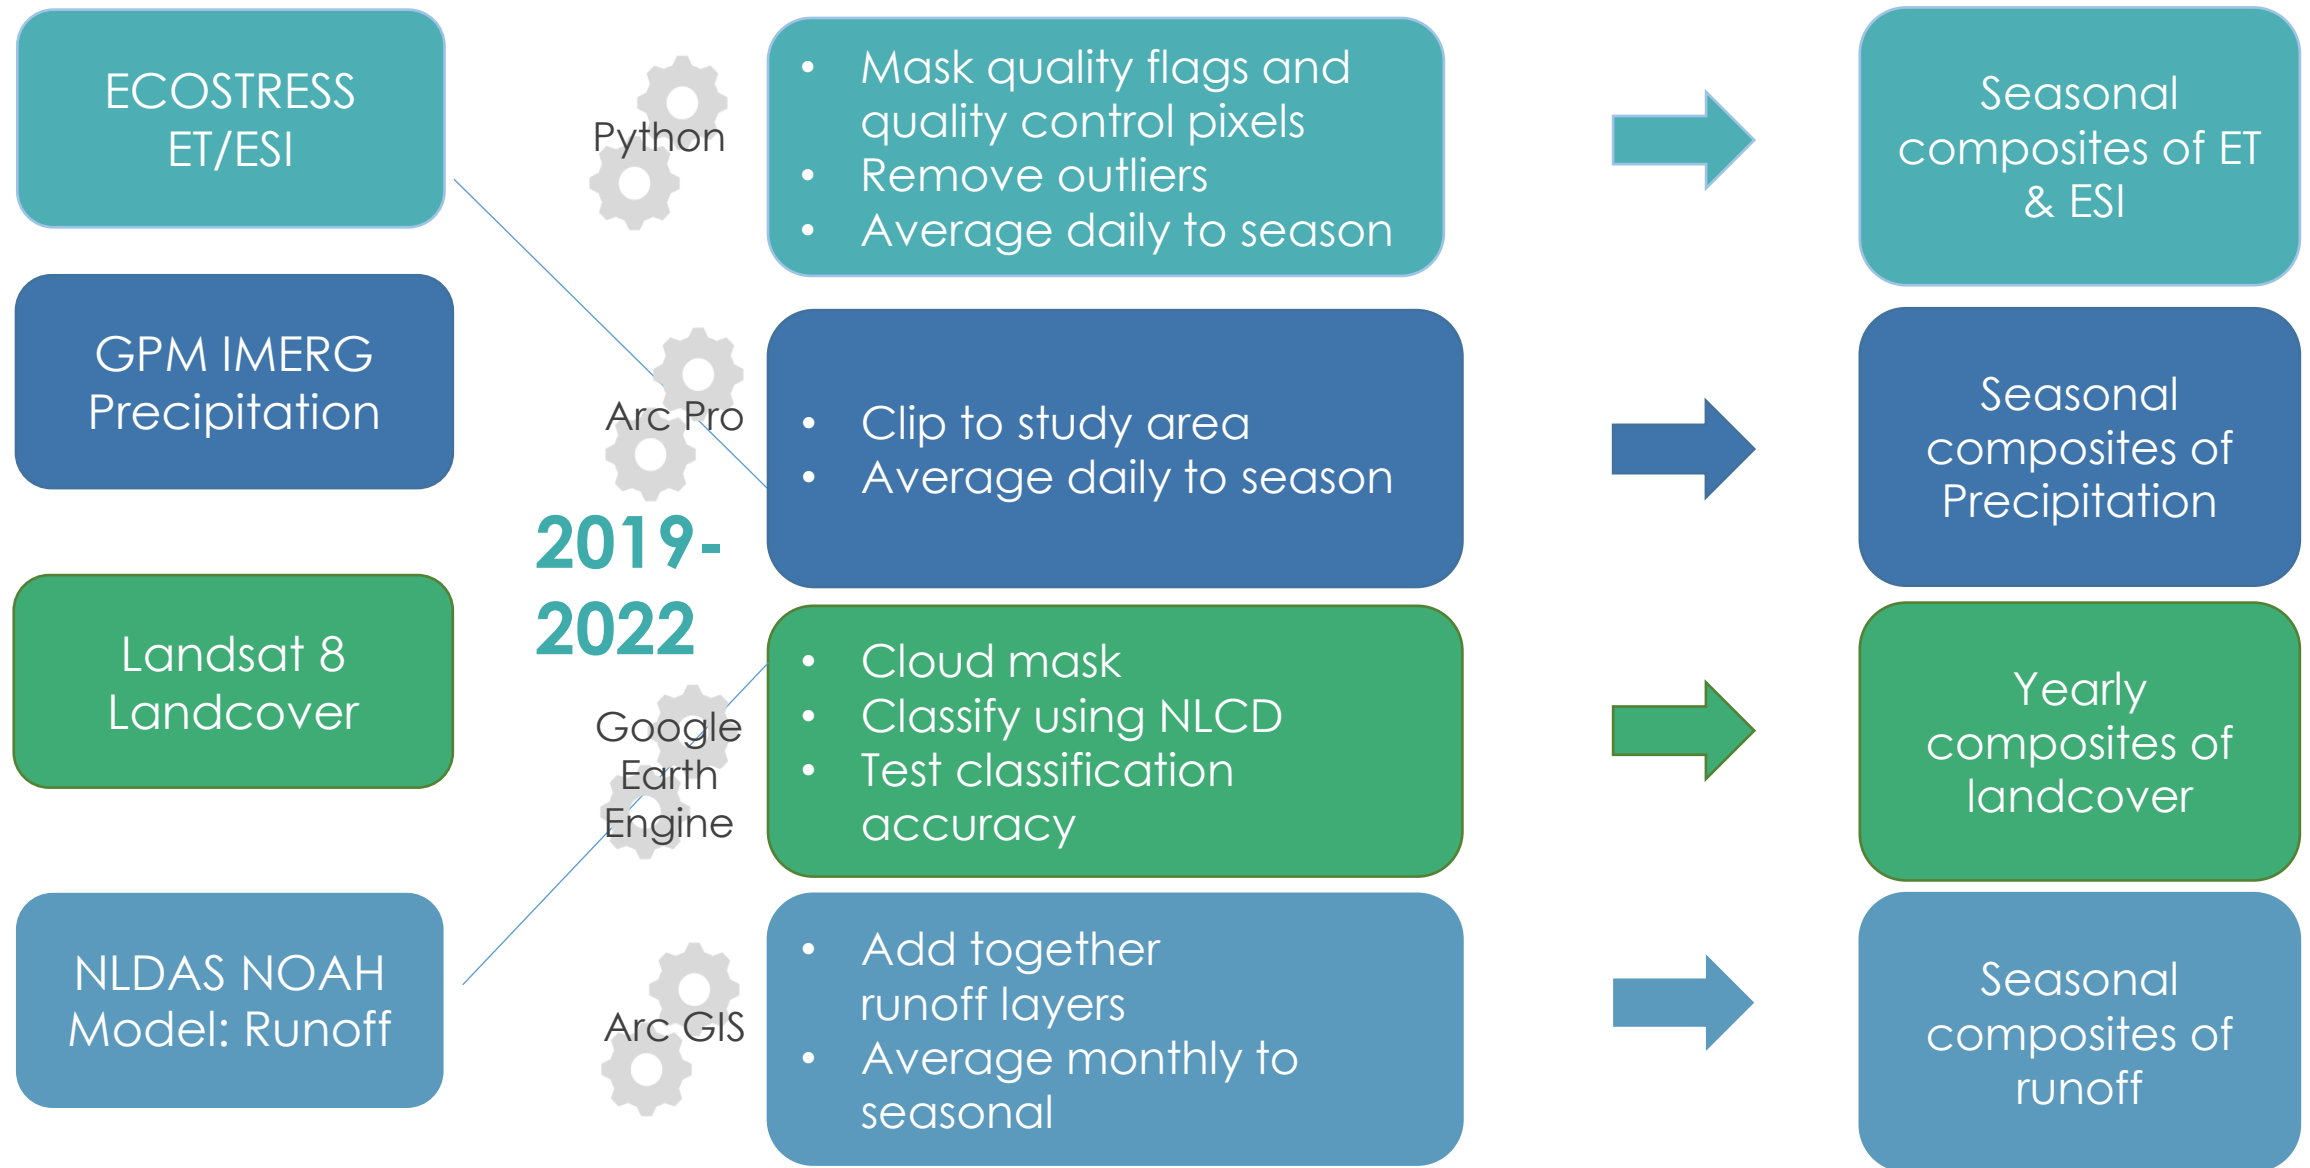 ECOSTRESS
ET/ESI
Python
• Mask quality flags and
quality control pixels
• Remove outliers
• Average daily to season
Seasonal
composites of ET
& ESI
GPM IMERG
Precipitation
Arc Pro
• Clip to study area
• Average daily to season
Seasonal
composites of
Precipitation
2019-
2022
Landsat 8
Landcover
Google
Earth
Engine
• Cloud mask
• Classify using NLCD
• Test classification
accuracy
Yearly
composites of
landcover
NLDAS NOAH
Model: Runoff
Arc GIS
• Add together
runoff layers
• Average monthly to
seasonal
Seasonal
composites of
runoff